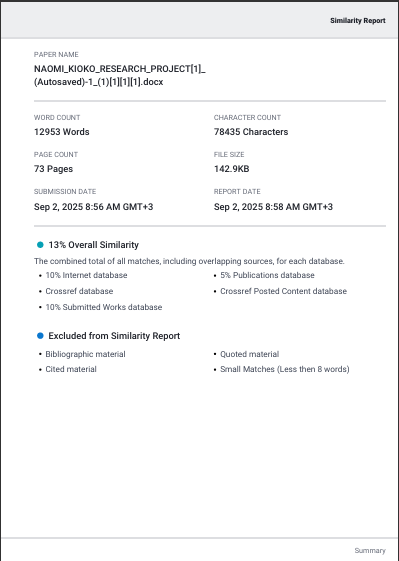 Similarity Report
PAPER NAME
NAOMI_KIOKO_RESEARCH_PROJECT[1]_
(Autosaved)-1_(1)[1][1][1].docx
WORD COUNT
12953 Words
CHARACTER COUNT
78435 Characters
PAGE COUNT
73 Pages
FILE SIZE
142.9KB
SUBMISSION DATE
Sep 2, 2025 8:56 AM GMT+3
REPORT DATE
Sep 2, 2025 8:58 AM GMT+3
● 13% Overall Similarity
The combined total of all matches, including overlapping sources, for each database.
• 10% Internet database
• 5% Publications database
• Crossref database
• Crossref Posted Content database
• 10% Submitted Works database
● Excluded from Similarity Report
• Bibliographic material
• Quoted material
• Cited material
• Small Matches (Less then 8 words)
Summary